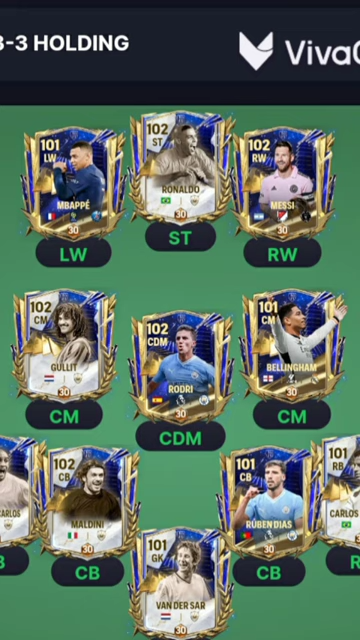 3-3 HOLDING
Viva
101
LW
MBAPPÉ
30
LW
102
ST
RONALDO
30
ST
102
RW
MESSI
30
RW
102
CM
GULLIT
30
CM
102
CDM
RODRI
30
CDM
101
CM
BELLINGHAM
30
CM
CARLOS
102
CB
MALDINI
30
CB
101
GK
VAN DER SAR
30
101
CB
RÚBEN DIAS
30
CB
101
RB
CARLOS
R